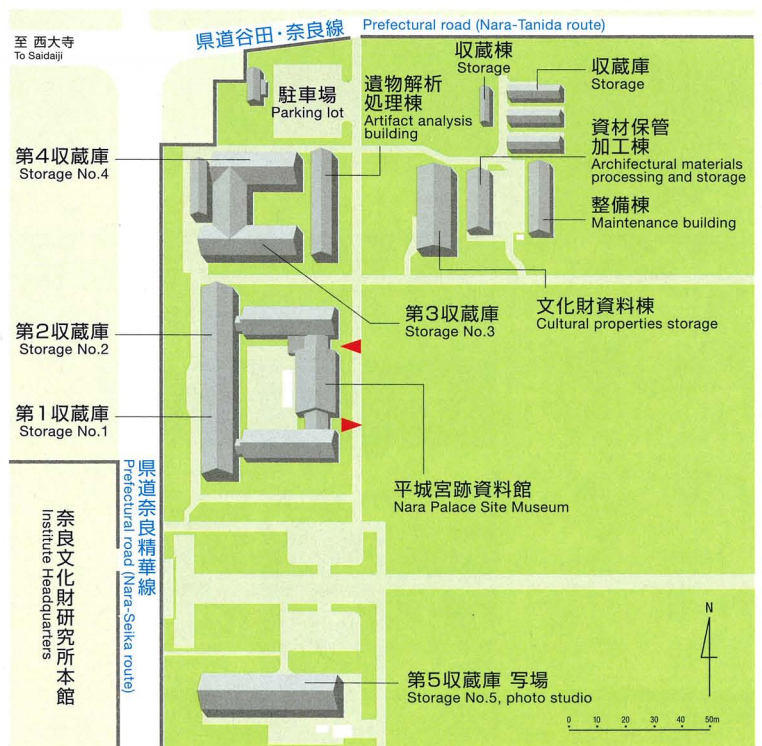 県道谷田・奈良線
Prefectural road (Nara-Tanida route)
至 西大寺
To Saidaiji
駐車場
Parking lot
遺物解析
処理棟
Artifact analysis
building
収蔵棟
Storage
収蔵庫
Storage
資材保管
加工棟
Archifectural materials
processing and storage
整備棟
Maintenance building
第4収蔵庫
Storage No.4
第3収蔵庫
Storage No.3
文化財資料棟
Cultural properties storage
第2収蔵庫
Storage No.2
第1収蔵庫
Storage No.1
平城宮跡資料館
Nara Palace Site Museum
県道奈良精華線
Prefectural road (Nara-Seika route)
奈良文化財研究所本館
Institute Headquarters
第5収蔵庫 写場
Storage No.5, photo studio
N
0 10 20 30 40 50m